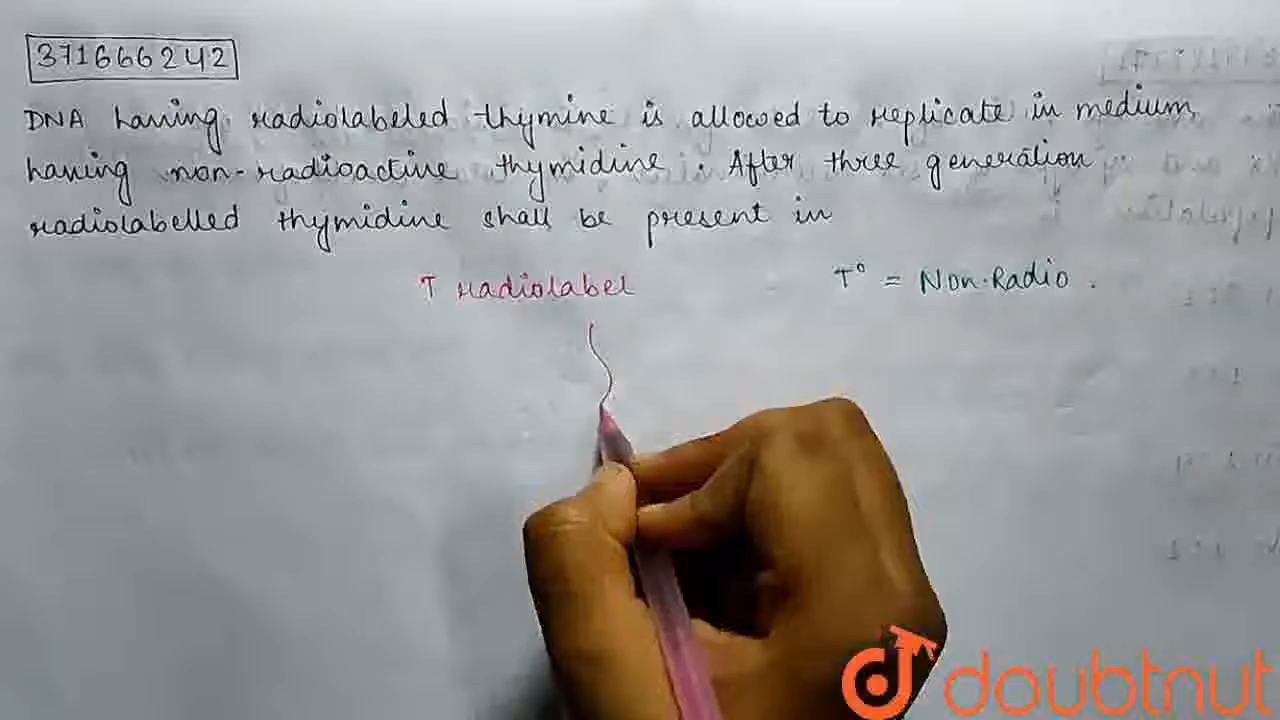 371666242
DNA having radiolabeled thymine is allowed to replicate in medium
having non-radioactive thymidine. After three generation
radiolabelled thymidine shall be present in
T radiolabel T° = Non-Radio.
doubtnut